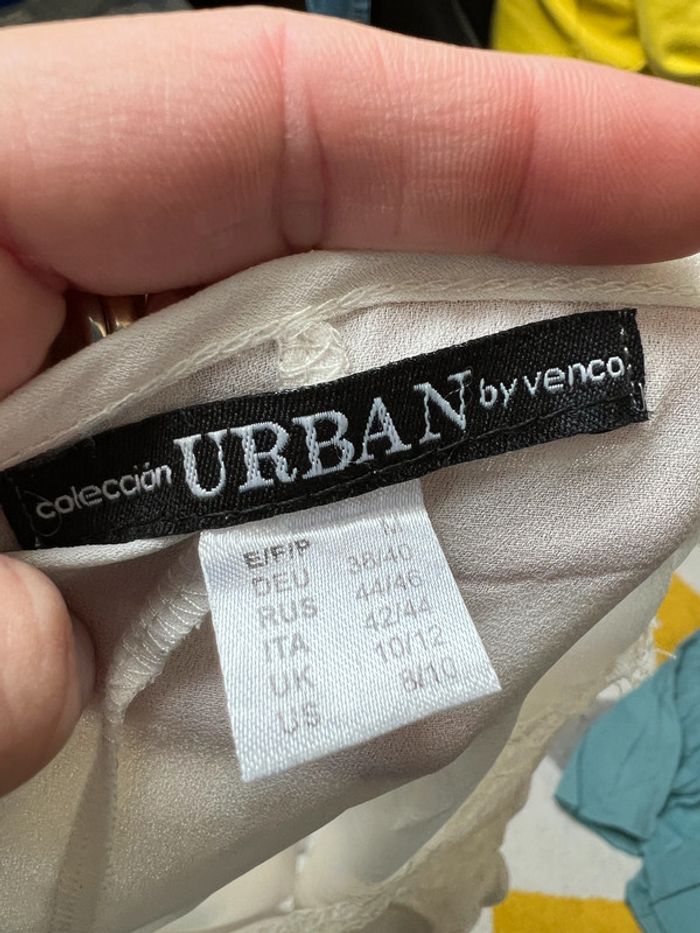 colección URBAN by venca
E/F/P M
DEU 38/40
RUS 44/46
ITA 42/44
UK 10/12
US 8/10